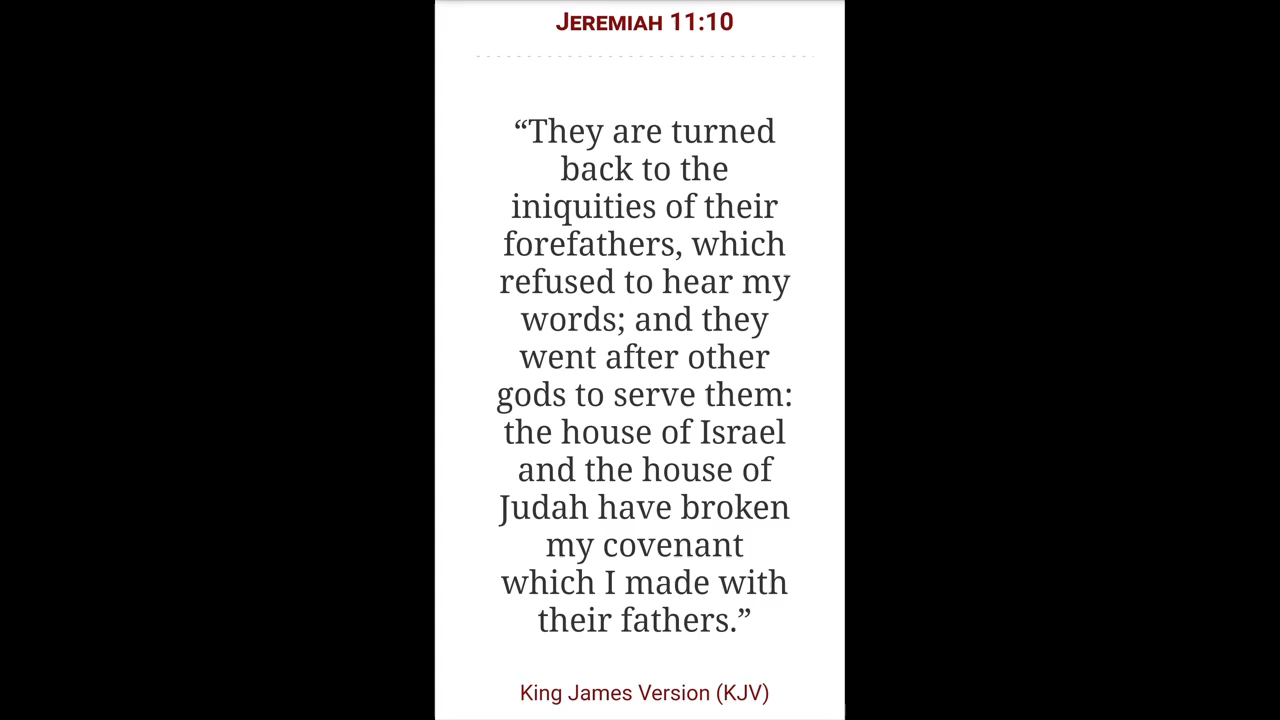 Jeremiah 11:10
“They are turned
back to the
iniquities of their
forefathers, which
refused to hear my
words; and they
went after other
gods to serve them:
the house of Israel
and the house of
Judah have broken
my covenant
which I made with
their fathers.”
King James Version (KJV)